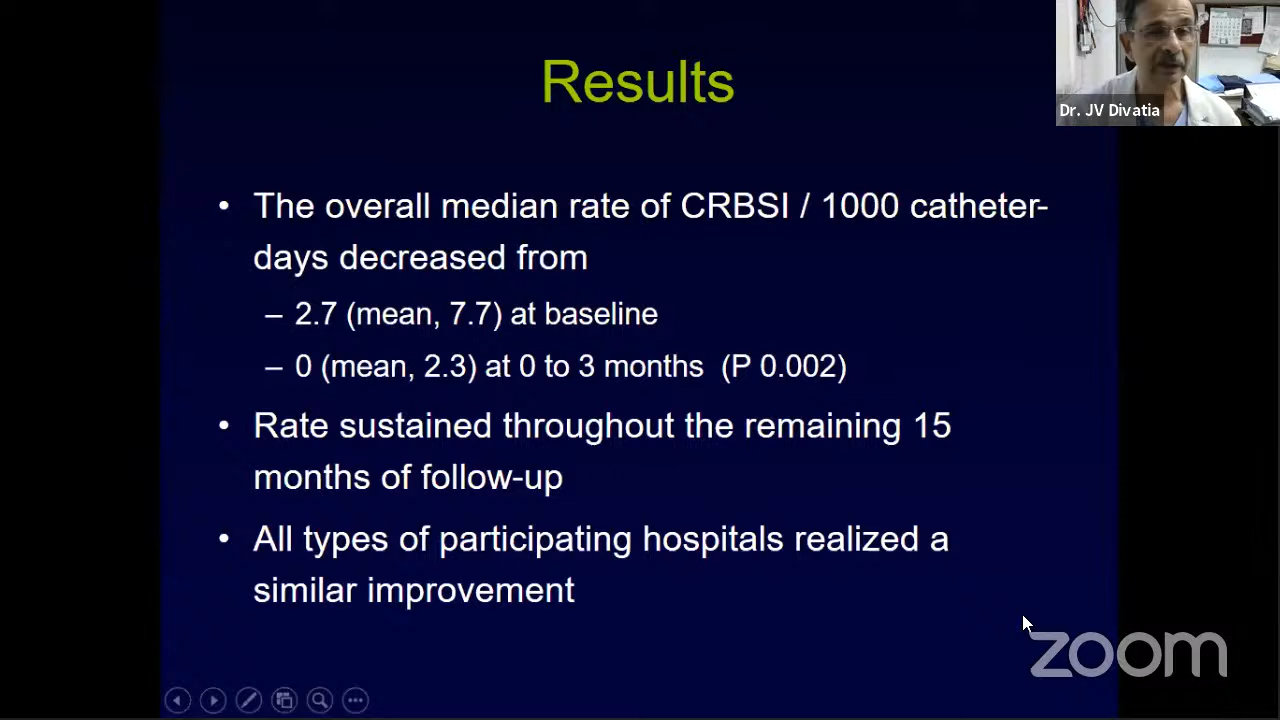 Results
Dr. JV Divatia
• The overall median rate of CRBSI / 1000 catheter-
days decreased from
– 2.7 (mean, 7.7) at baseline
– 0 (mean, 2.3) at 0 to 3 months (P 0.002)
• Rate sustained throughout the remaining 15
months of follow-up
• All types of participating hospitals realized a
similar improvement
zoom